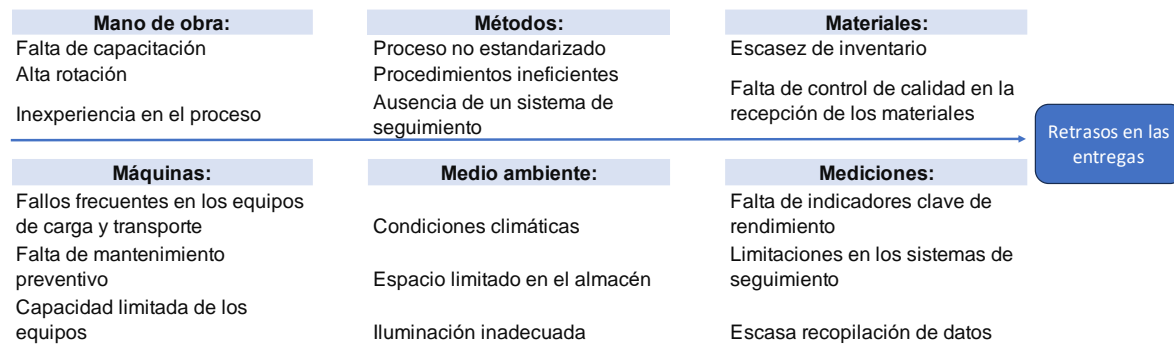 Mano de obra:
Falta de capacitación
Alta rotación
Inexperiencia en el proceso
Métodos:
Proceso no estandarizado
Procedimientos ineficientes
Ausencia de un sistema de
seguimiento
Materiales:
Escasez de inventario
Falta de control de calidad en la
recepción de los materiales
Retrasos en las
entregas
Máquinas:
Fallos frecuentes en los equipos
de carga y transporte
Falta de mantenimiento
preventivo
Capacidad limitada de los
equipos
Medio ambiente:
Condiciones climáticas
Espacio limitado en el almacén
Iluminación inadecuada
Mediciones:
Falta de indicadores clave de
rendimiento
Limitaciones en los sistemas de
seguimiento
Escasa recopilación de datos